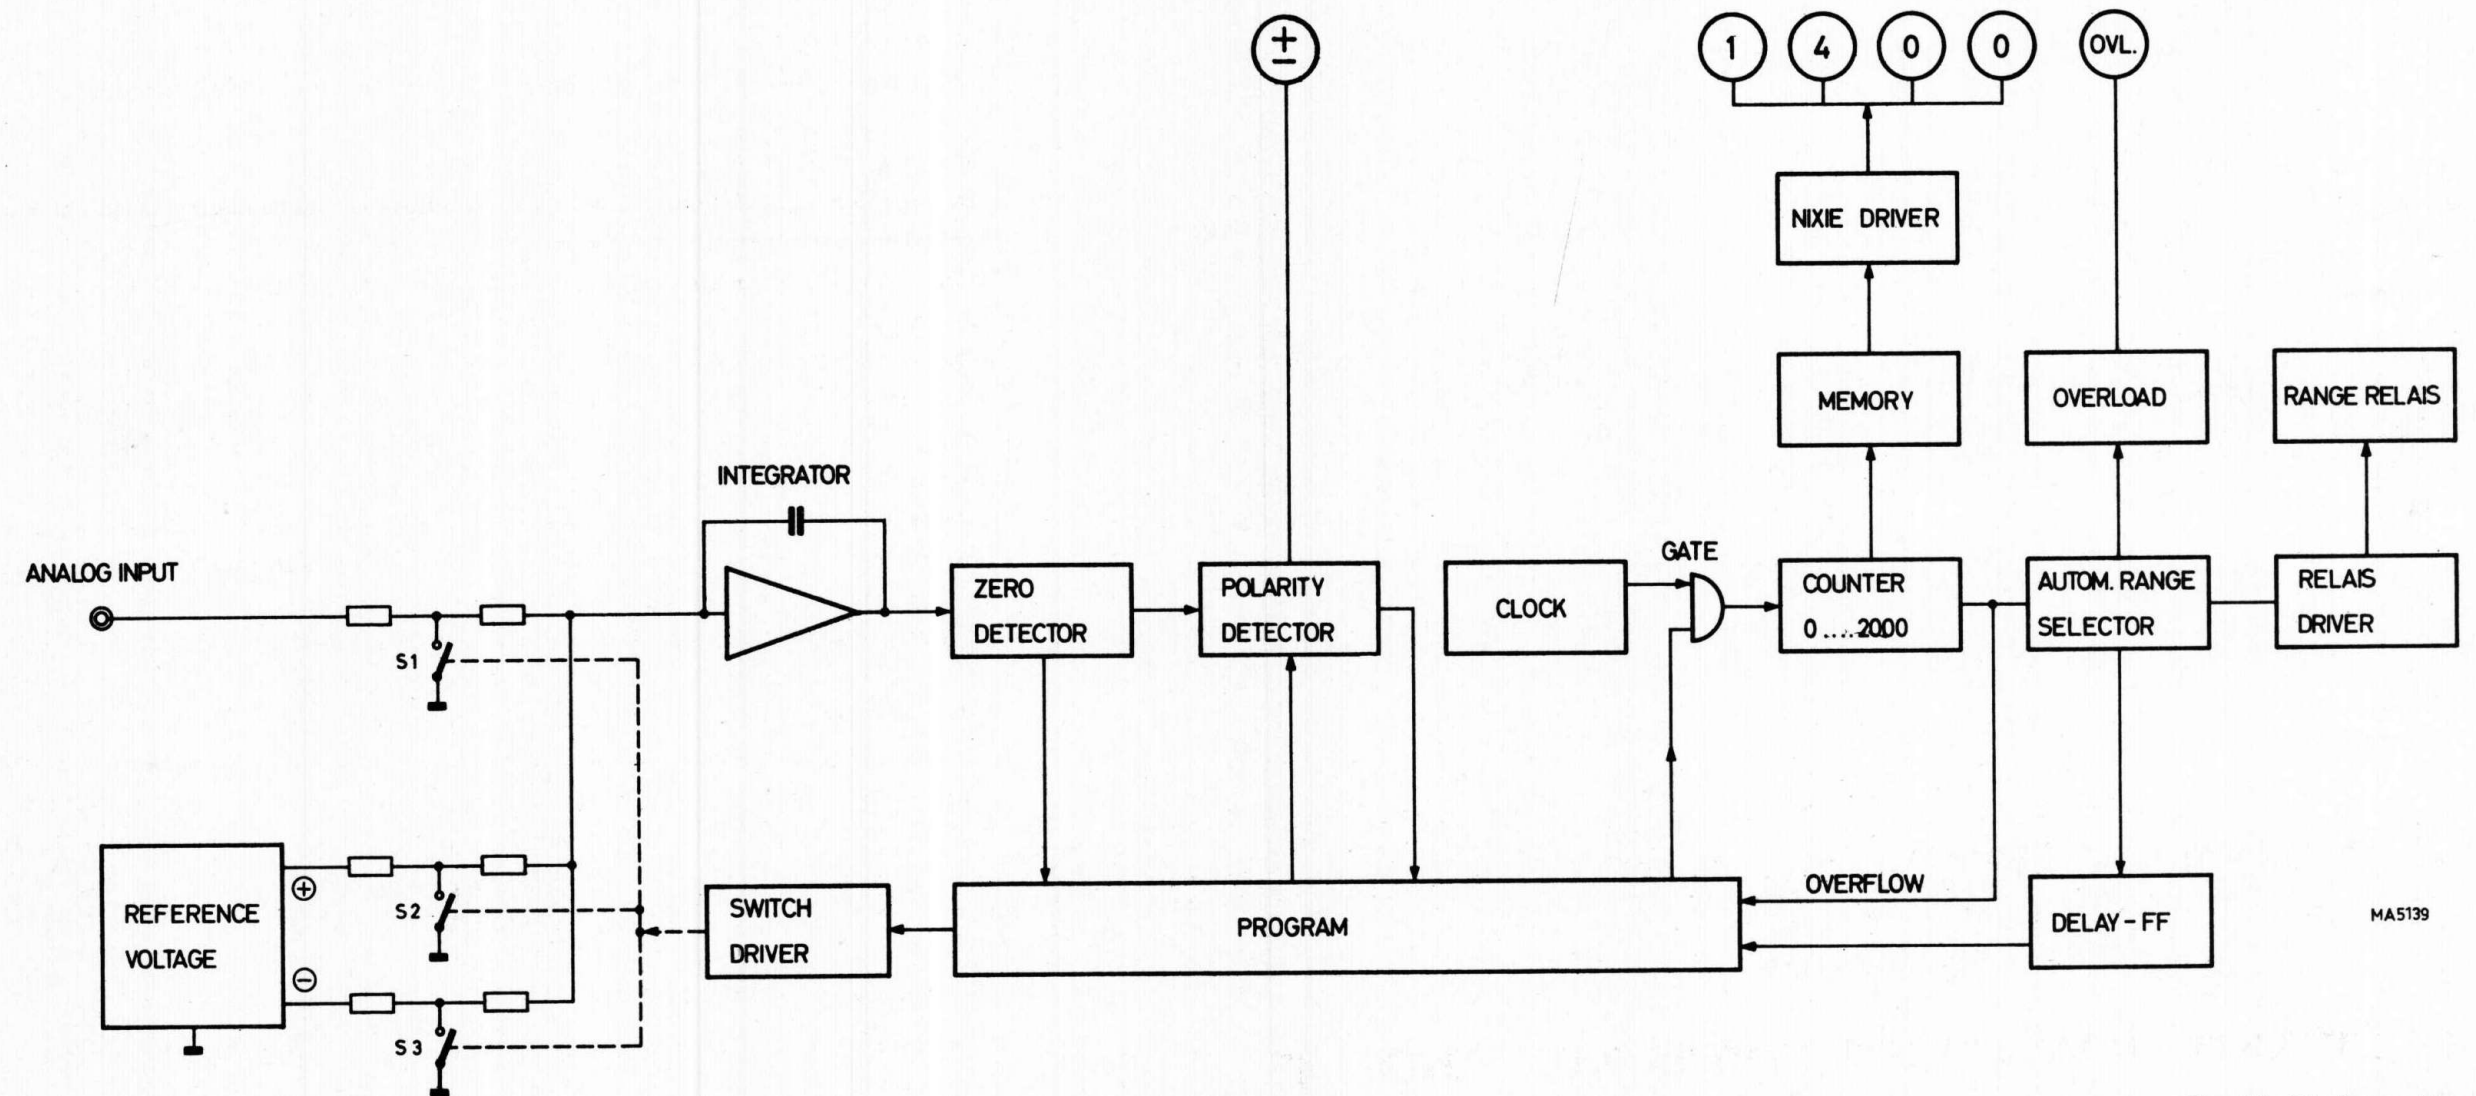 ±
1 4 0 0 OVL.
NIXIE DRIVER
MEMORY
OVERLOAD
RANGE RELAIS
INTEGRATOR
ANALOG INPUT
ZERO
DETECTOR
POLARITY
DETECTOR
CLOCK
GATE
COUNTER
0....2000
AUTOM. RANGE
SELECTOR
RELAIS
DRIVER
S1
REFERENCE
VOLTAGE
+
−
S2
S3
SWITCH
DRIVER
PROGRAM
OVERFLOW
DELAY-FF
MA5139